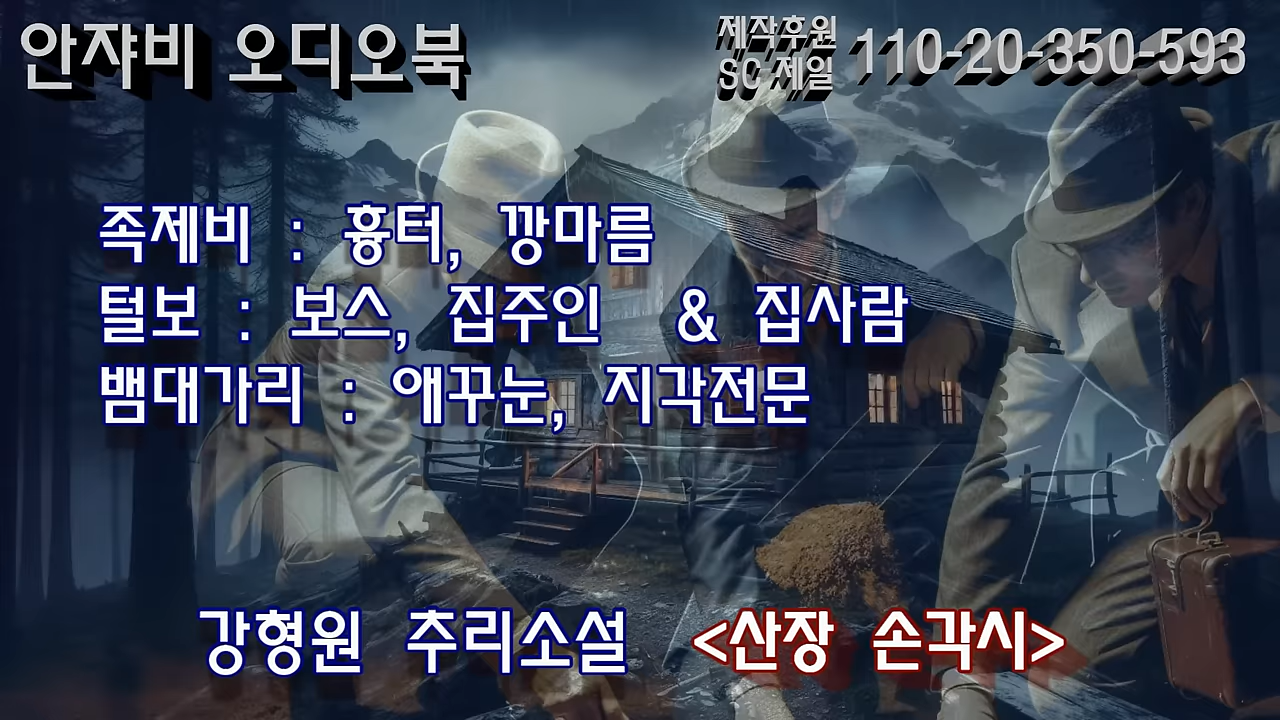 안쟈비 오디오북
제작후원
SC 제일 110-20-350-593
족제비 : 흉터, 깡마름
털보 : 보스, 집주인 & 집사람
뱀대가리 : 애꾸눈, 지각전문
강형원 추리소설 <산장 손각시>